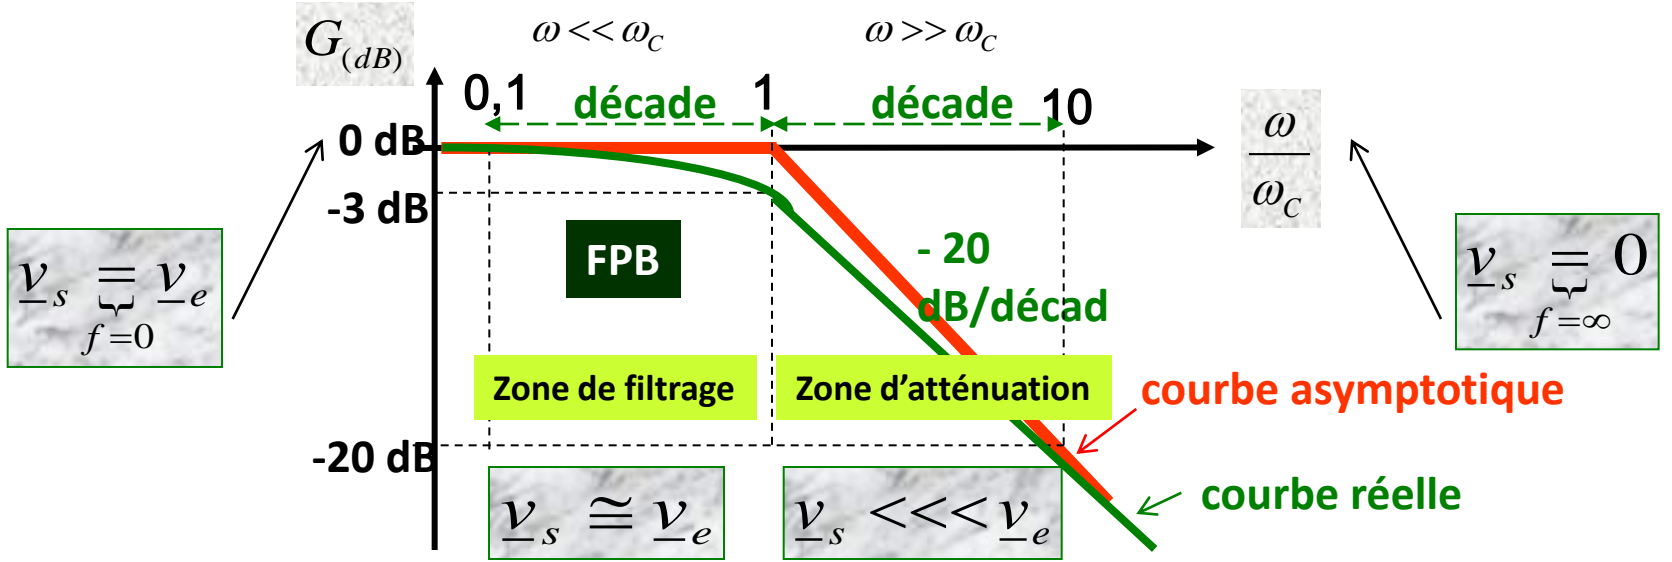 G(dB)
ω << ωC
ω >> ωC
0,1
décade
1
décade
10
0 dB
ω
ωC
-3 dB
FPB
- 20
dB/décad
vs = ve
f =0
vs = 0
f =∞
Zone de filtrage
Zone d’atténuation
courbe asymptotique
-20 dB
courbe réelle
vs ≅ ve
vs <<< ve